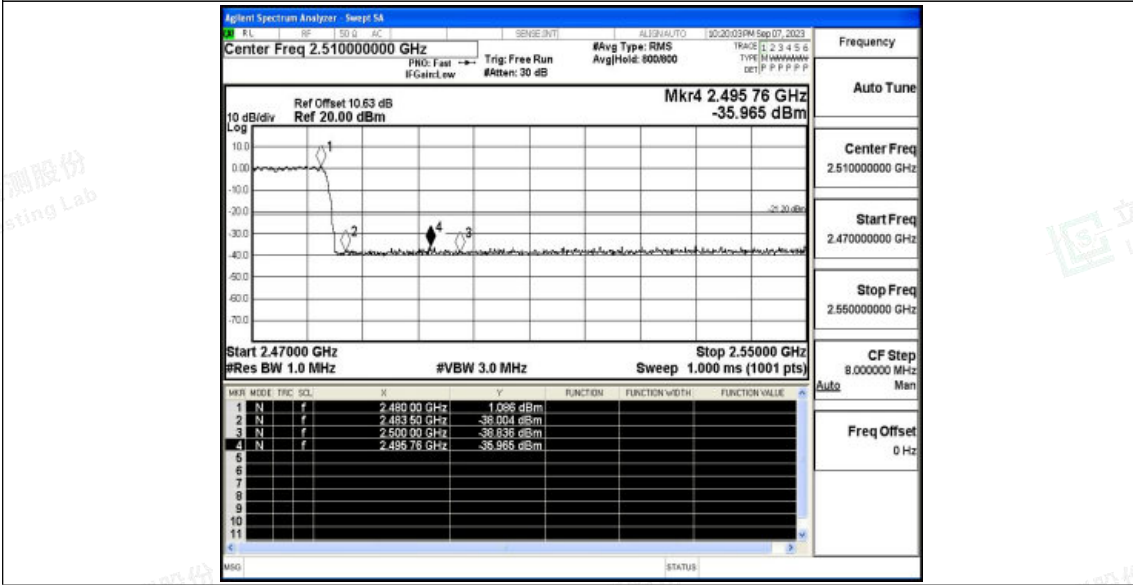 Agilent Spectrum Analyzer - Swept SA
RL RF 50 Ω AC SENSE:INT ALIGNAUTO 10:20:03PM Sep 07, 2023
Center Freq 2.510000000 GHz
PNO: Fast
IFGain:Low
Trig: Free Run
#Atten: 30 dB
#Avg Type: RMS
Avg|Hold: 800/800
TRACE 1 2 3 4 5 6
TYPE M WWWWW
DET P P P P P P
Ref Offset 10.63 dB
10 dB/div Ref 20.00 dBm
Log
Mkr4 2.495 76 GHz
-35.965 dBm
10.0
0.00
-10.0
-20.0
-30.0
-40.0
-50.0
-60.0
-70.0
1
2
4
3
-21.20 dBm
Start 2.47000 GHz Stop 2.55000 GHz
#Res BW 1.0 MHz #VBW 3.0 MHz Sweep 1.000 ms (1001 pts)
MKR MODE TRC SCL X Y FUNCTION FUNCTION WIDTH FUNCTION VALUE
1 N f 2.480 00 GHz 1.086 dBm
2 N f 2.483 50 GHz -38.004 dBm
3 N f 2.500 00 GHz -38.836 dBm
4 N f 2.495 76 GHz -35.965 dBm
5
6
7
8
9
10
11
MSG STATUS
Frequency
Auto Tune
Center Freq
2.510000000 GHz
Start Freq
2.470000000 GHz
Stop Freq
2.550000000 GHz
CF Step
8.000000 MHz
Auto Man
Freq Offset
0 Hz
测股份
sting Lab
立